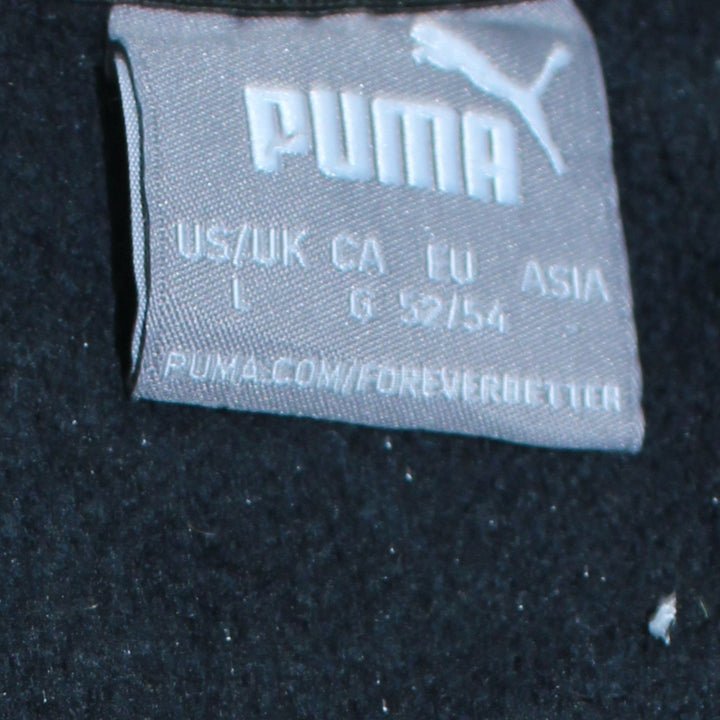 PUMA
US/UK CA EU ASIA
L G 52/54 -
PUMA.COM/FOREVERBETTER